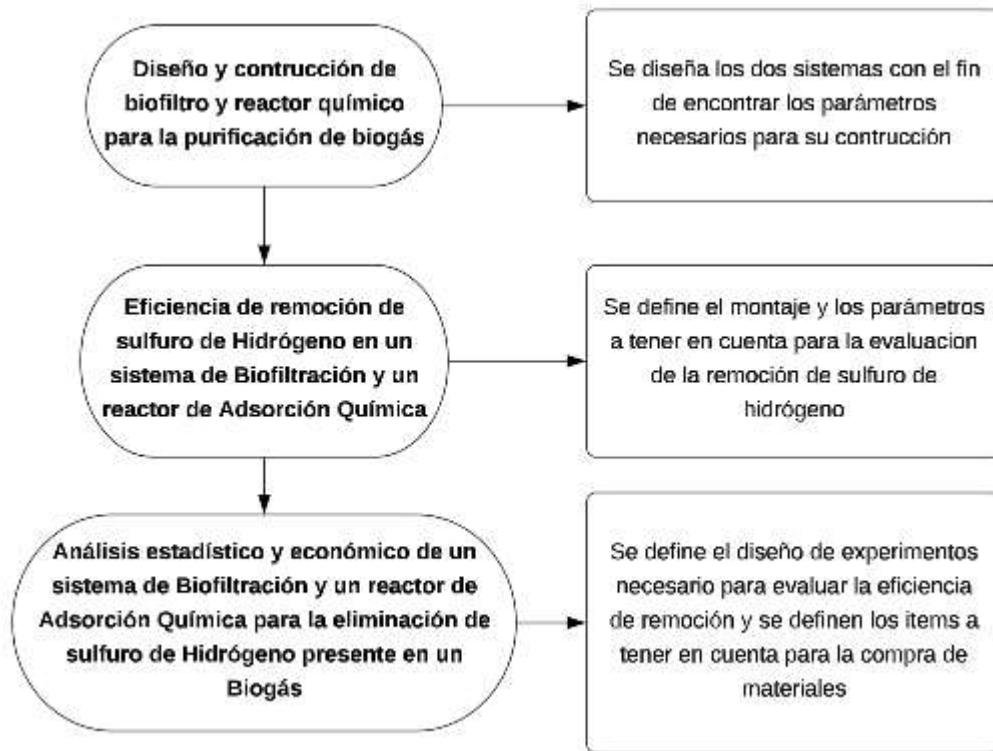 Diseño y contrucción de
biofiltro y reactor químico
para la purificación de biogás
Se diseña los dos sistemas con el fin
de encontrar los parámetros
necesarios para su contrucción
Eficiencia de remoción de
sulfuro de Hidrógeno en un
sistema de Biofiltración y un
reactor de Adsorción Química
Se define el montaje y los parámetros
a tener en cuenta para la evaluacion
de la remoción de sulfuro de
hidrógeno
Análisis estadístico y económico de un
sistema de Biofiltración y un reactor de
Adsorción Química para la eliminación de
sulfuro de Hidrógeno presente en un
Biogás
Se define el diseño de experimentos
necesario para evaluar la eficiencia
de remoción y se definen los items a
tener en cuenta para la compra de
materiales